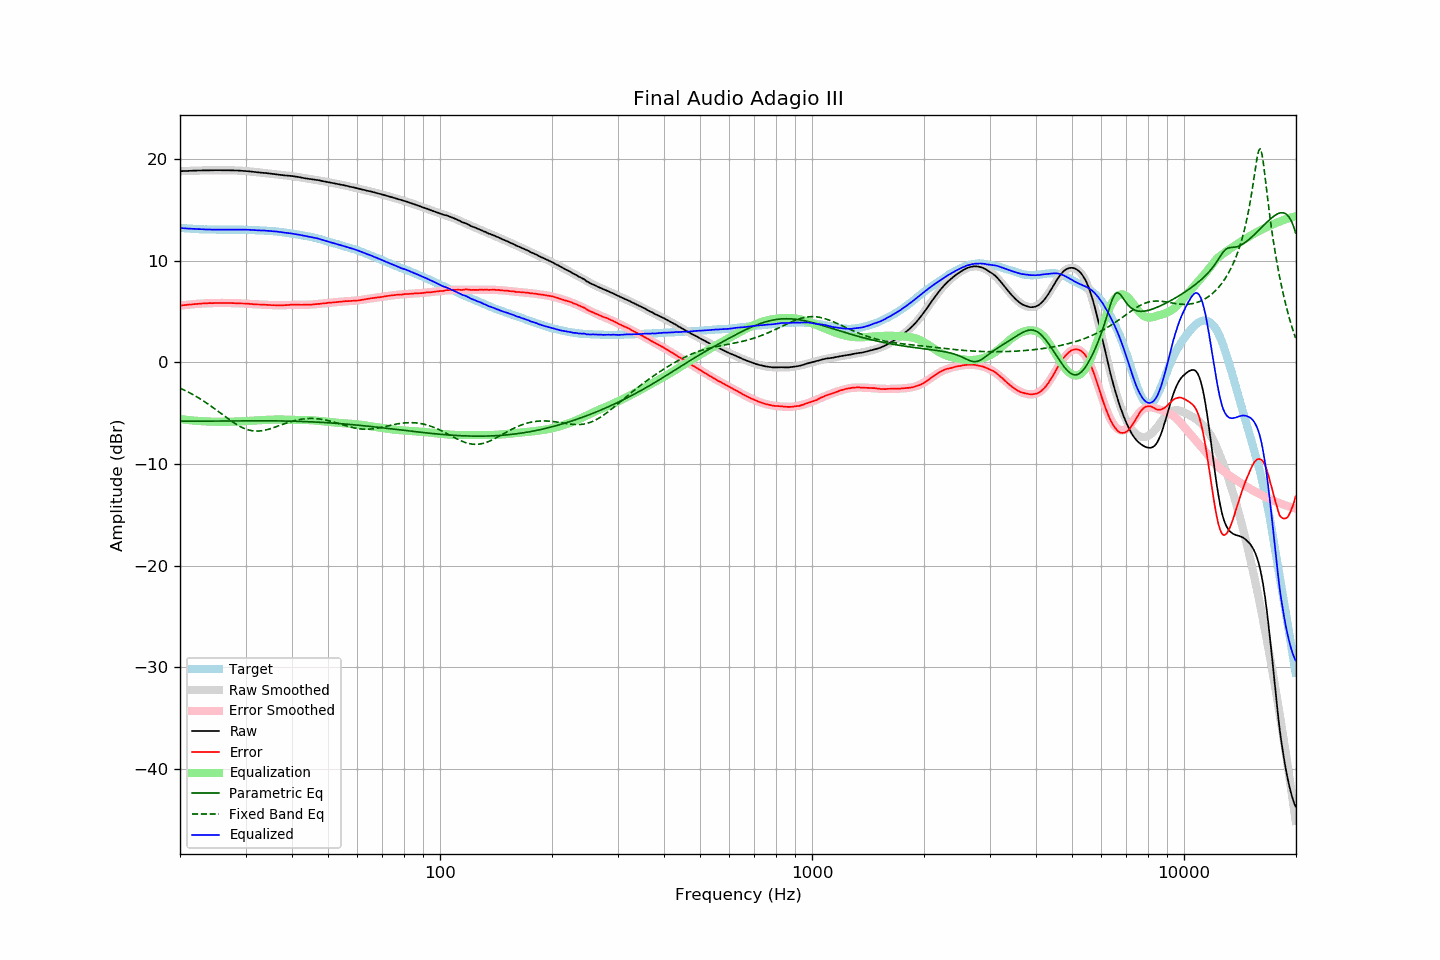 Final Audio Adagio III
20
10
0
−10
−20
−30
−40
Amplitude (dBr)
Target
Raw Smoothed
Error Smoothed
Raw
Error
Equalization
Parametric Eq
Fixed Band Eq
Equalized
100
1000
10000
Frequency (Hz)